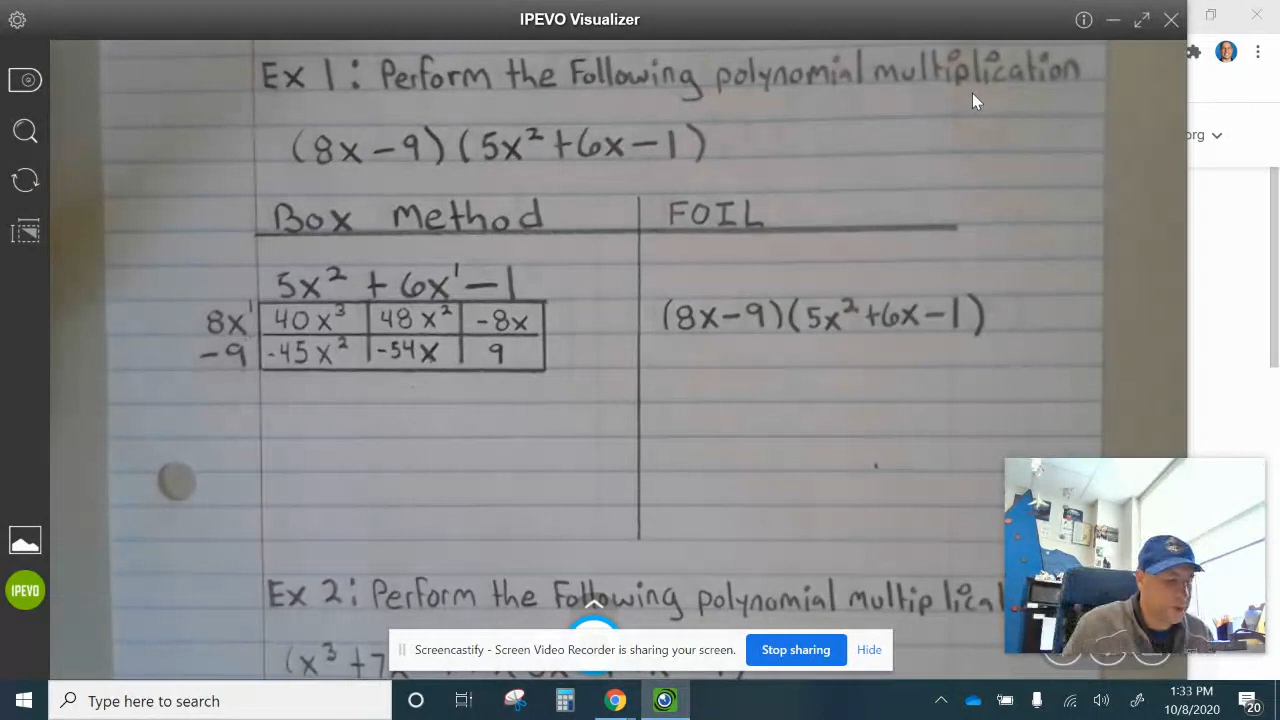 IPEVO Visualizer
Ex 1: Perform the Following polynomial multiplication
(8x - 9)(5x² + 6x - 1)
Box Method
FOIL
5x² + 6x¹ - 1
8x¹ 40x³ 48x² -8x
-9 -45x² -54x 9
(8x - 9)(5x² + 6x - 1)
org
IPEVO
Ex 2: Perform the Following polynomial
(x³ + 7
Screencastify - Screen Video Recorder is sharing your screen.
Stop sharing
Hide
Type here to search
1:33 PM
10/8/2020
20